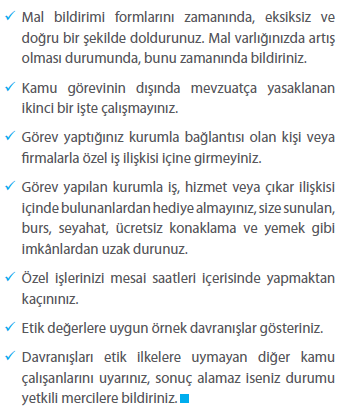 ✓ Mal bildirimi formlarını zamanında, eksiksiz ve
doğru bir şekilde doldurunuz. Mal varlığınızda artış
olması durumunda, bunu zamanında bildiriniz.
✓ Kamu görevinin dışında mevzuatça yasaklanan
ikinci bir işte çalışmayınız.
✓ Görev yaptığınız kurumla bağlantısı olan kişi veya
firmalarla özel iş ilişkisi içine girmeyiniz.
✓ Görev yapılan kurumla iş, hizmet veya çıkar ilişkisi
içinde bulunanlardan hediye almayınız, size sunulan,
burs, seyahat, ücretsiz konaklama ve yemek gibi
imkânlardan uzak durunuz.
✓ Özel işlerinizi mesai saatleri içerisinde yapmaktan
kaçınınız.
✓ Etik değerlere uygun örnek davranışlar gösteriniz.
✓ Davranışları etik ilkelere uymayan diğer kamu
çalışanlarını uyarınız, sonuç alamaz iseniz durumu
yetkili mercilere bildiriniz. ■